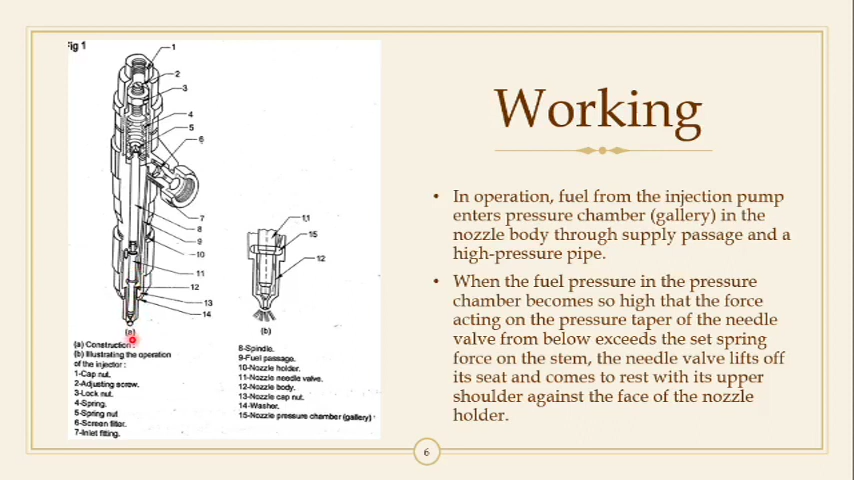 Fig 1
1
2
3
4
5
6
7
8
9
10
11
12
13
14
11
15
12
(a)
(b)
(a) Construction:
(b) Illustrating the operation
of the injector:
1-Cap nut.
2-Adjusting screw.
3-Lock nut.
4-Spring.
5-Spring nut
6-Screen filter.
7-Inlet fitting.
8-Spindle.
9-Fuel passage.
10-Nozzle holder.
11-Nozzle needle valve.
12-Nozzle body.
13-Nozzle cap nut.
14-Washer.
15-Nozzle pressure chamber (gallery)
Working
• In operation, fuel from the injection pump
enters pressure chamber (gallery) in the
nozzle body through supply passage and a
high-pressure pipe.
• When the fuel pressure in the pressure
chamber becomes so high that the force
acting on the pressure taper of the needle
valve from below exceeds the set spring
force on the stem, the needle valve lifts off
its seat and comes to rest with its upper
shoulder against the face of the nozzle
holder.
6